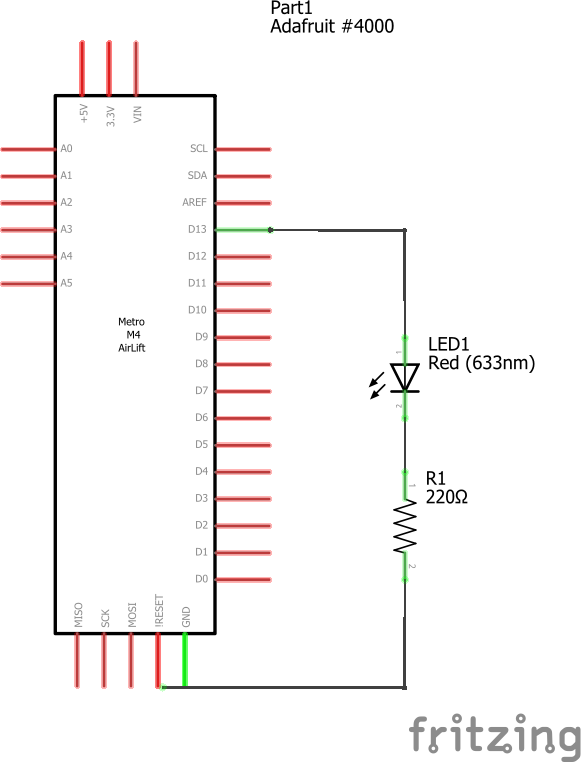 Part1
Adafruit #4000
+5V
3.3V
VIN
A0
A1
A2
A3
A4
A5
SCL
SDA
AREF
D13
D12
D11
D10
D9
D8
D7
D6
D5
D4
D3
D2
D1
D0
Metro
M4
AirLift
MISO
SCK
MOSI
!RESET
GND
1
LED1
Red (633nm)
2
1
R1
220Ω
2
fritzing